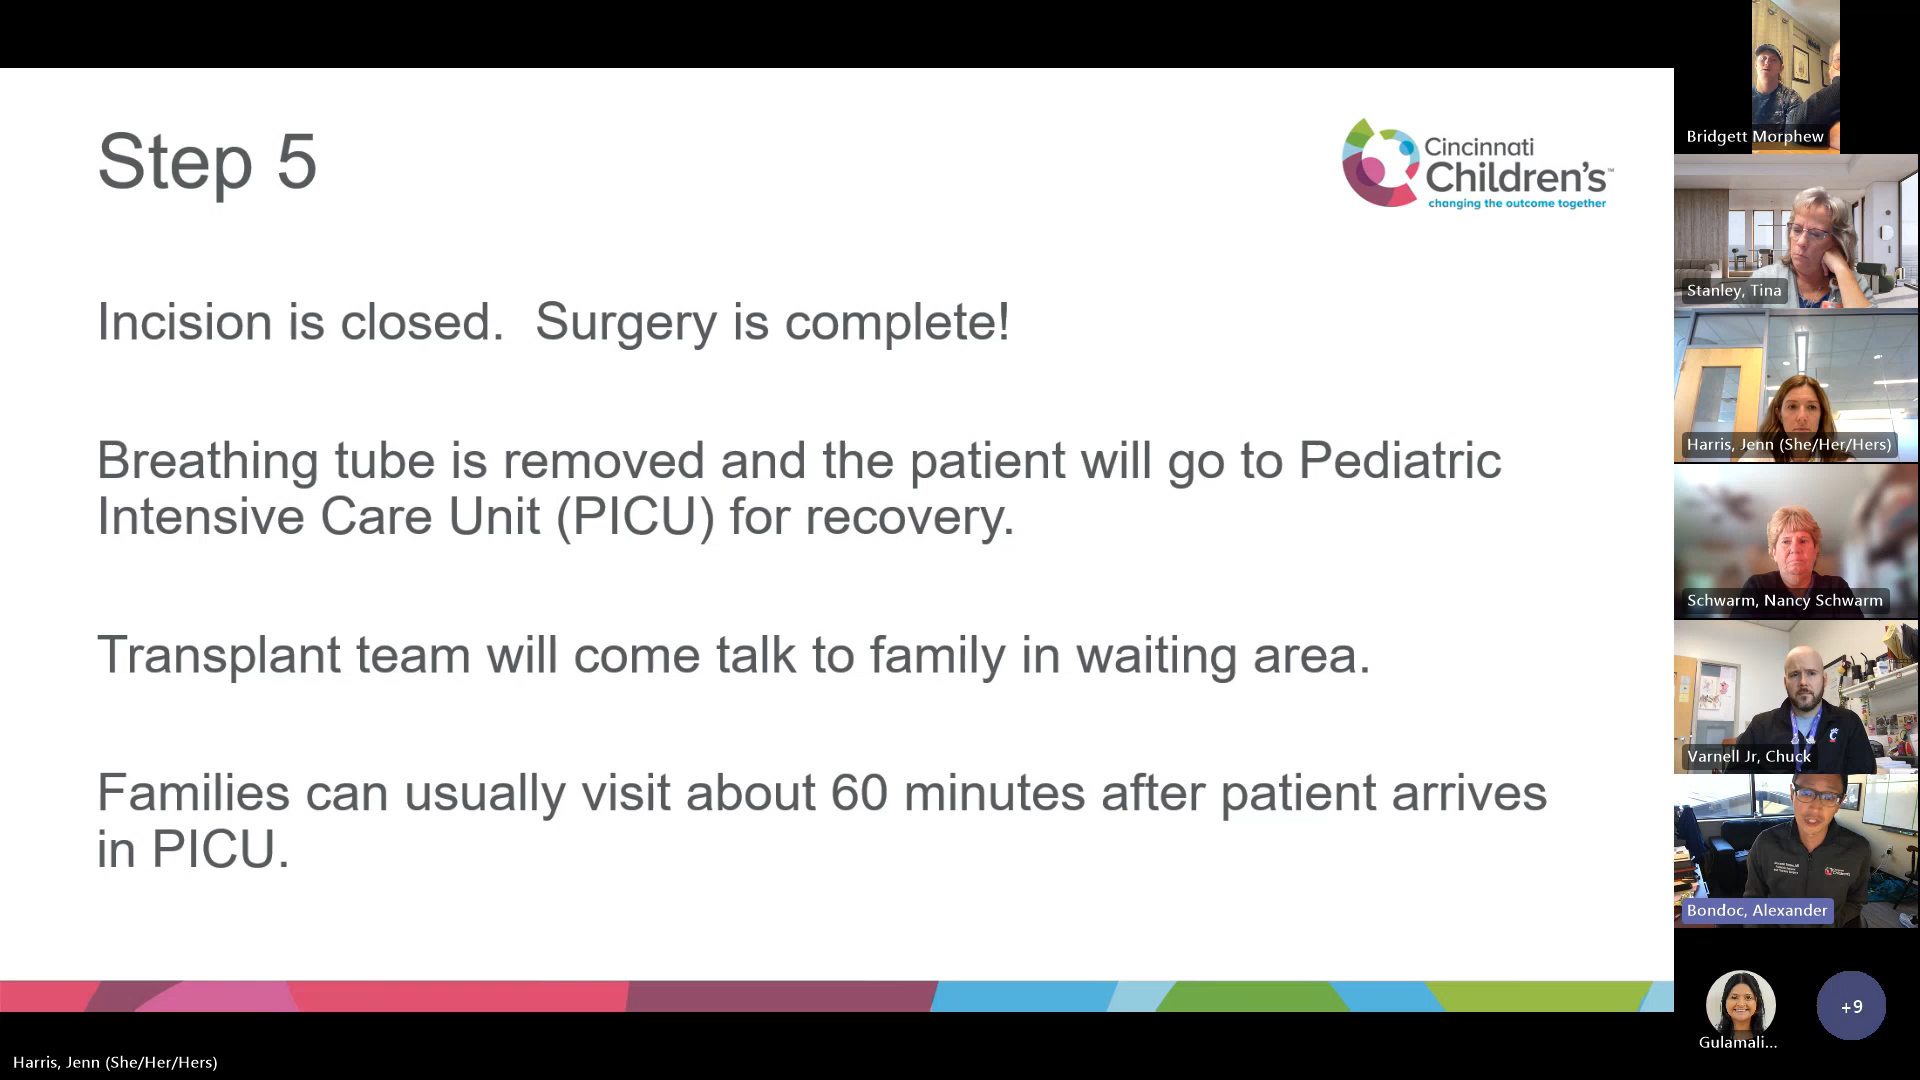 Step 5
Cincinnati
Children's™
changing the outcome together
Incision is closed.  Surgery is complete!
Breathing tube is removed and the patient will go to Pediatric
Intensive Care Unit (PICU) for recovery.
Transplant team will come talk to family in waiting area.
Families can usually visit about 60 minutes after patient arrives
in PICU.
Bridgett Morphew
Stanley, Tina
Harris, Jenn (She/Her/Hers)
Schwarm, Nancy Schwarm
Varnell Jr, Chuck
Bondoc, Alexander
Gulamali...
+9
Harris, Jenn (She/Her/Hers)